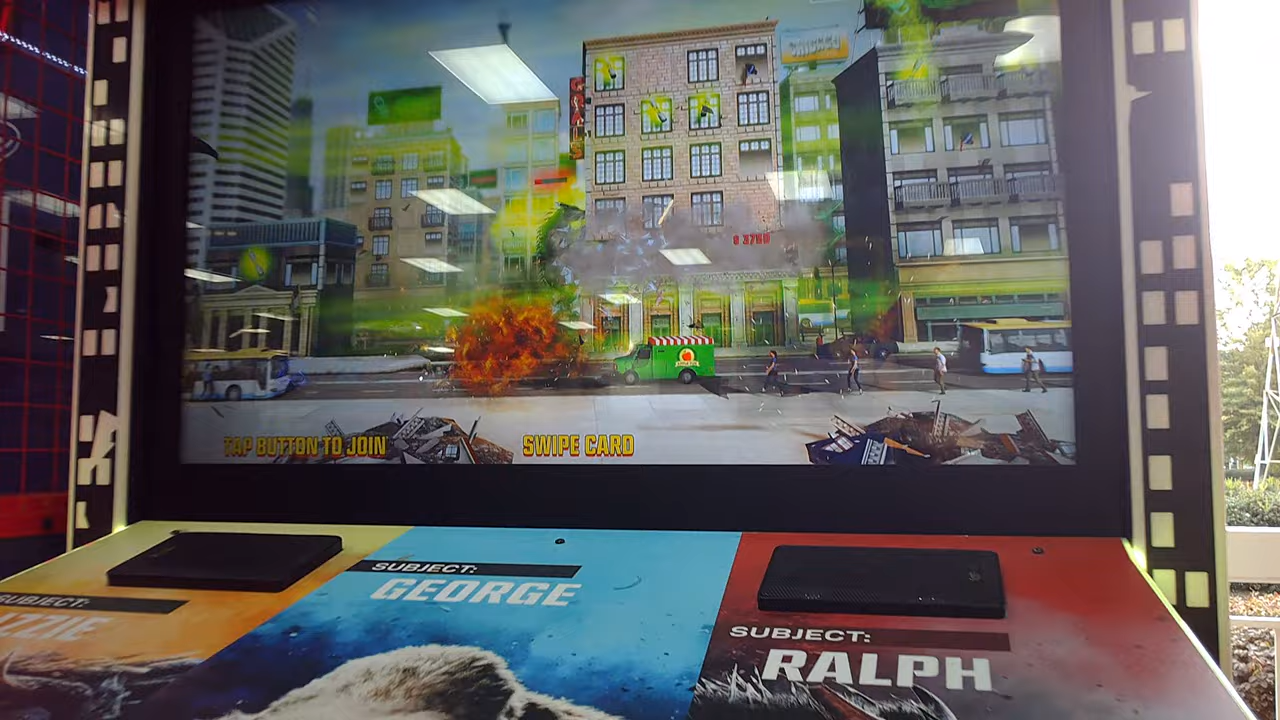 TAP BUTTON TO JOIN
SWIPE CARD
SUBJECT:
SUBJECT:
GEORGE
SUBJECT:
RALPH